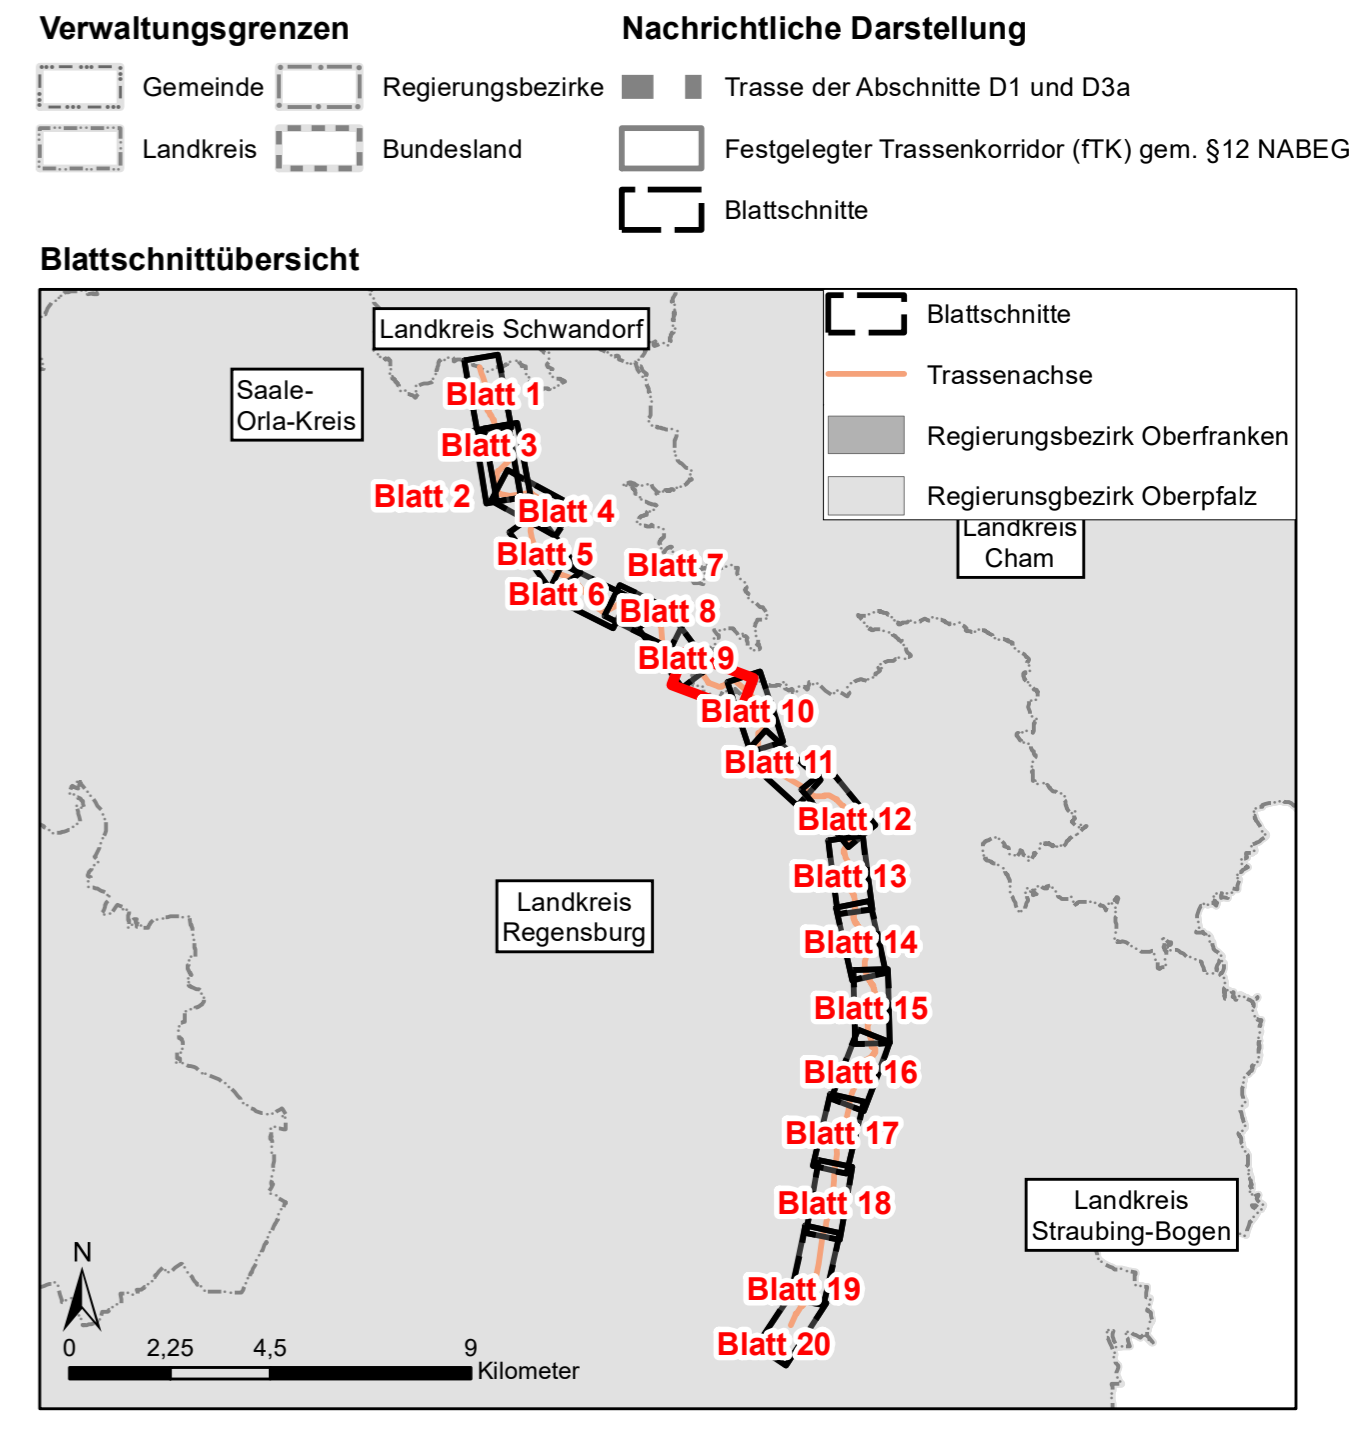 Verwaltungsgrenzen
Gemeinde
Regierungsbezirke
Landkreis
Bundesland
Nachrichtliche Darstellung
Trasse der Abschnitte D1 und D3a
Festgelegter Trassenkorridor (fTK) gem. §12 NABEG
Blattschnitte
Blattschnittübersicht
Blattschnitte
Trassenachse
Regierungsbezirk Oberfranken
Regierunsgbezirk Oberpfalz
Landkreis Schwandorf
Saale-
Orla-Kreis
Landkreis
Cham
Blatt 1
Blatt 3
Blatt 2
Blatt 4
Blatt 5
Blatt 7
Blatt 6
Blatt 8
Blatt 9
Blatt 10
Blatt 11
Blatt 12
Blatt 13
Landkreis
Regensburg
Blatt 14
Blatt 15
Blatt 16
Blatt 17
Blatt 18
Landkreis
Straubing-Bogen
Blatt 19
Blatt 20
N
0 2,25 4,5 9
Kilometer